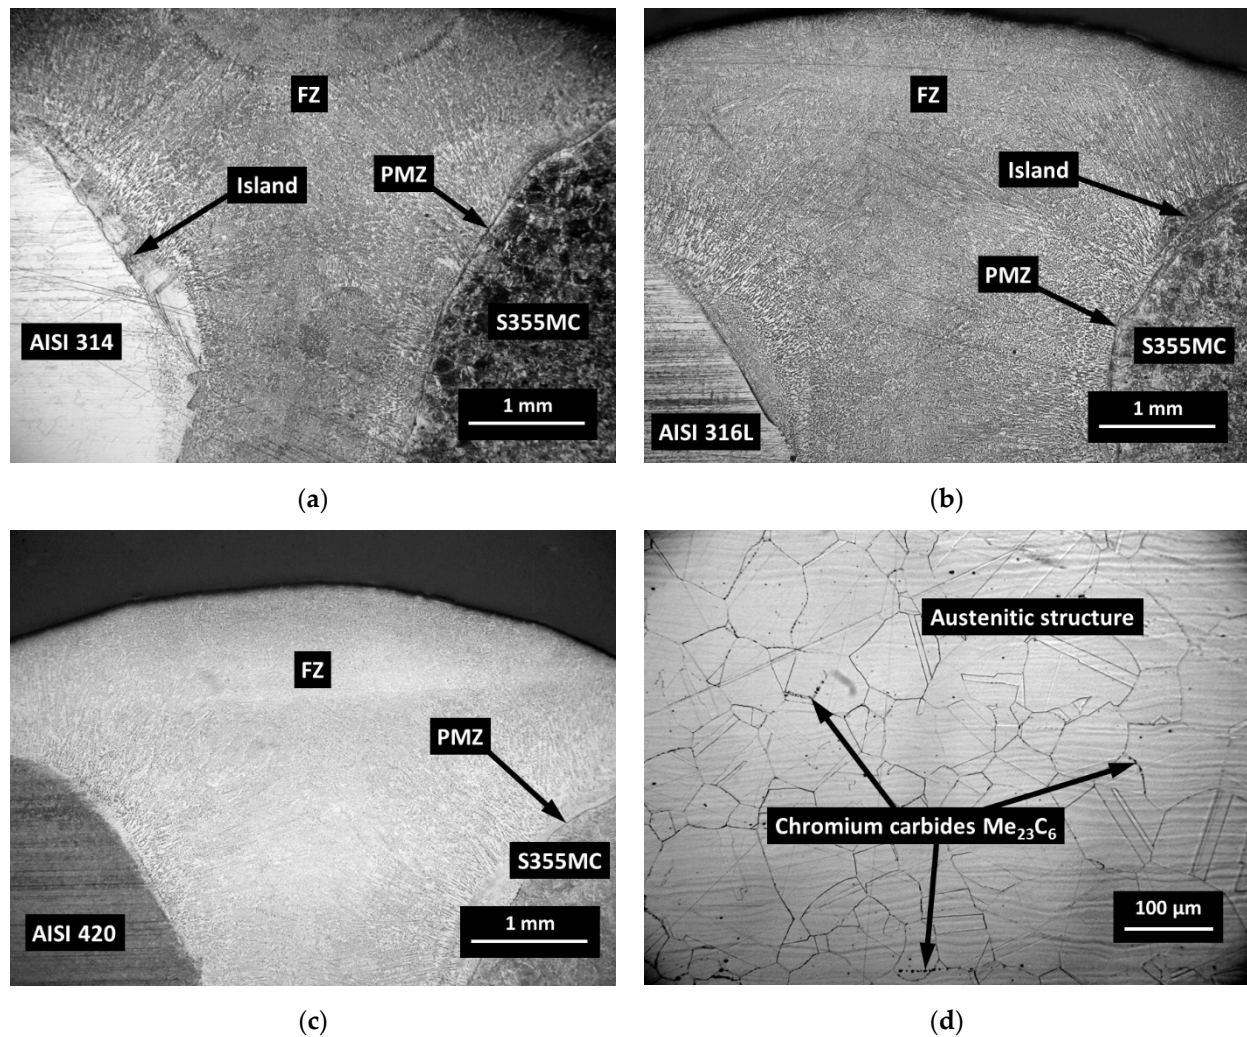 FZ
Island
PMZ
AISI 314
S355MC
1 mm
(a)
FZ
Island
PMZ
S355MC
AISI 316L
1 mm
(b)
FZ
PMZ
S355MC
AISI 420
1 mm
(c)
Austenitic structure
Chromium carbides Me₂₃C₆
100 µm
(d)